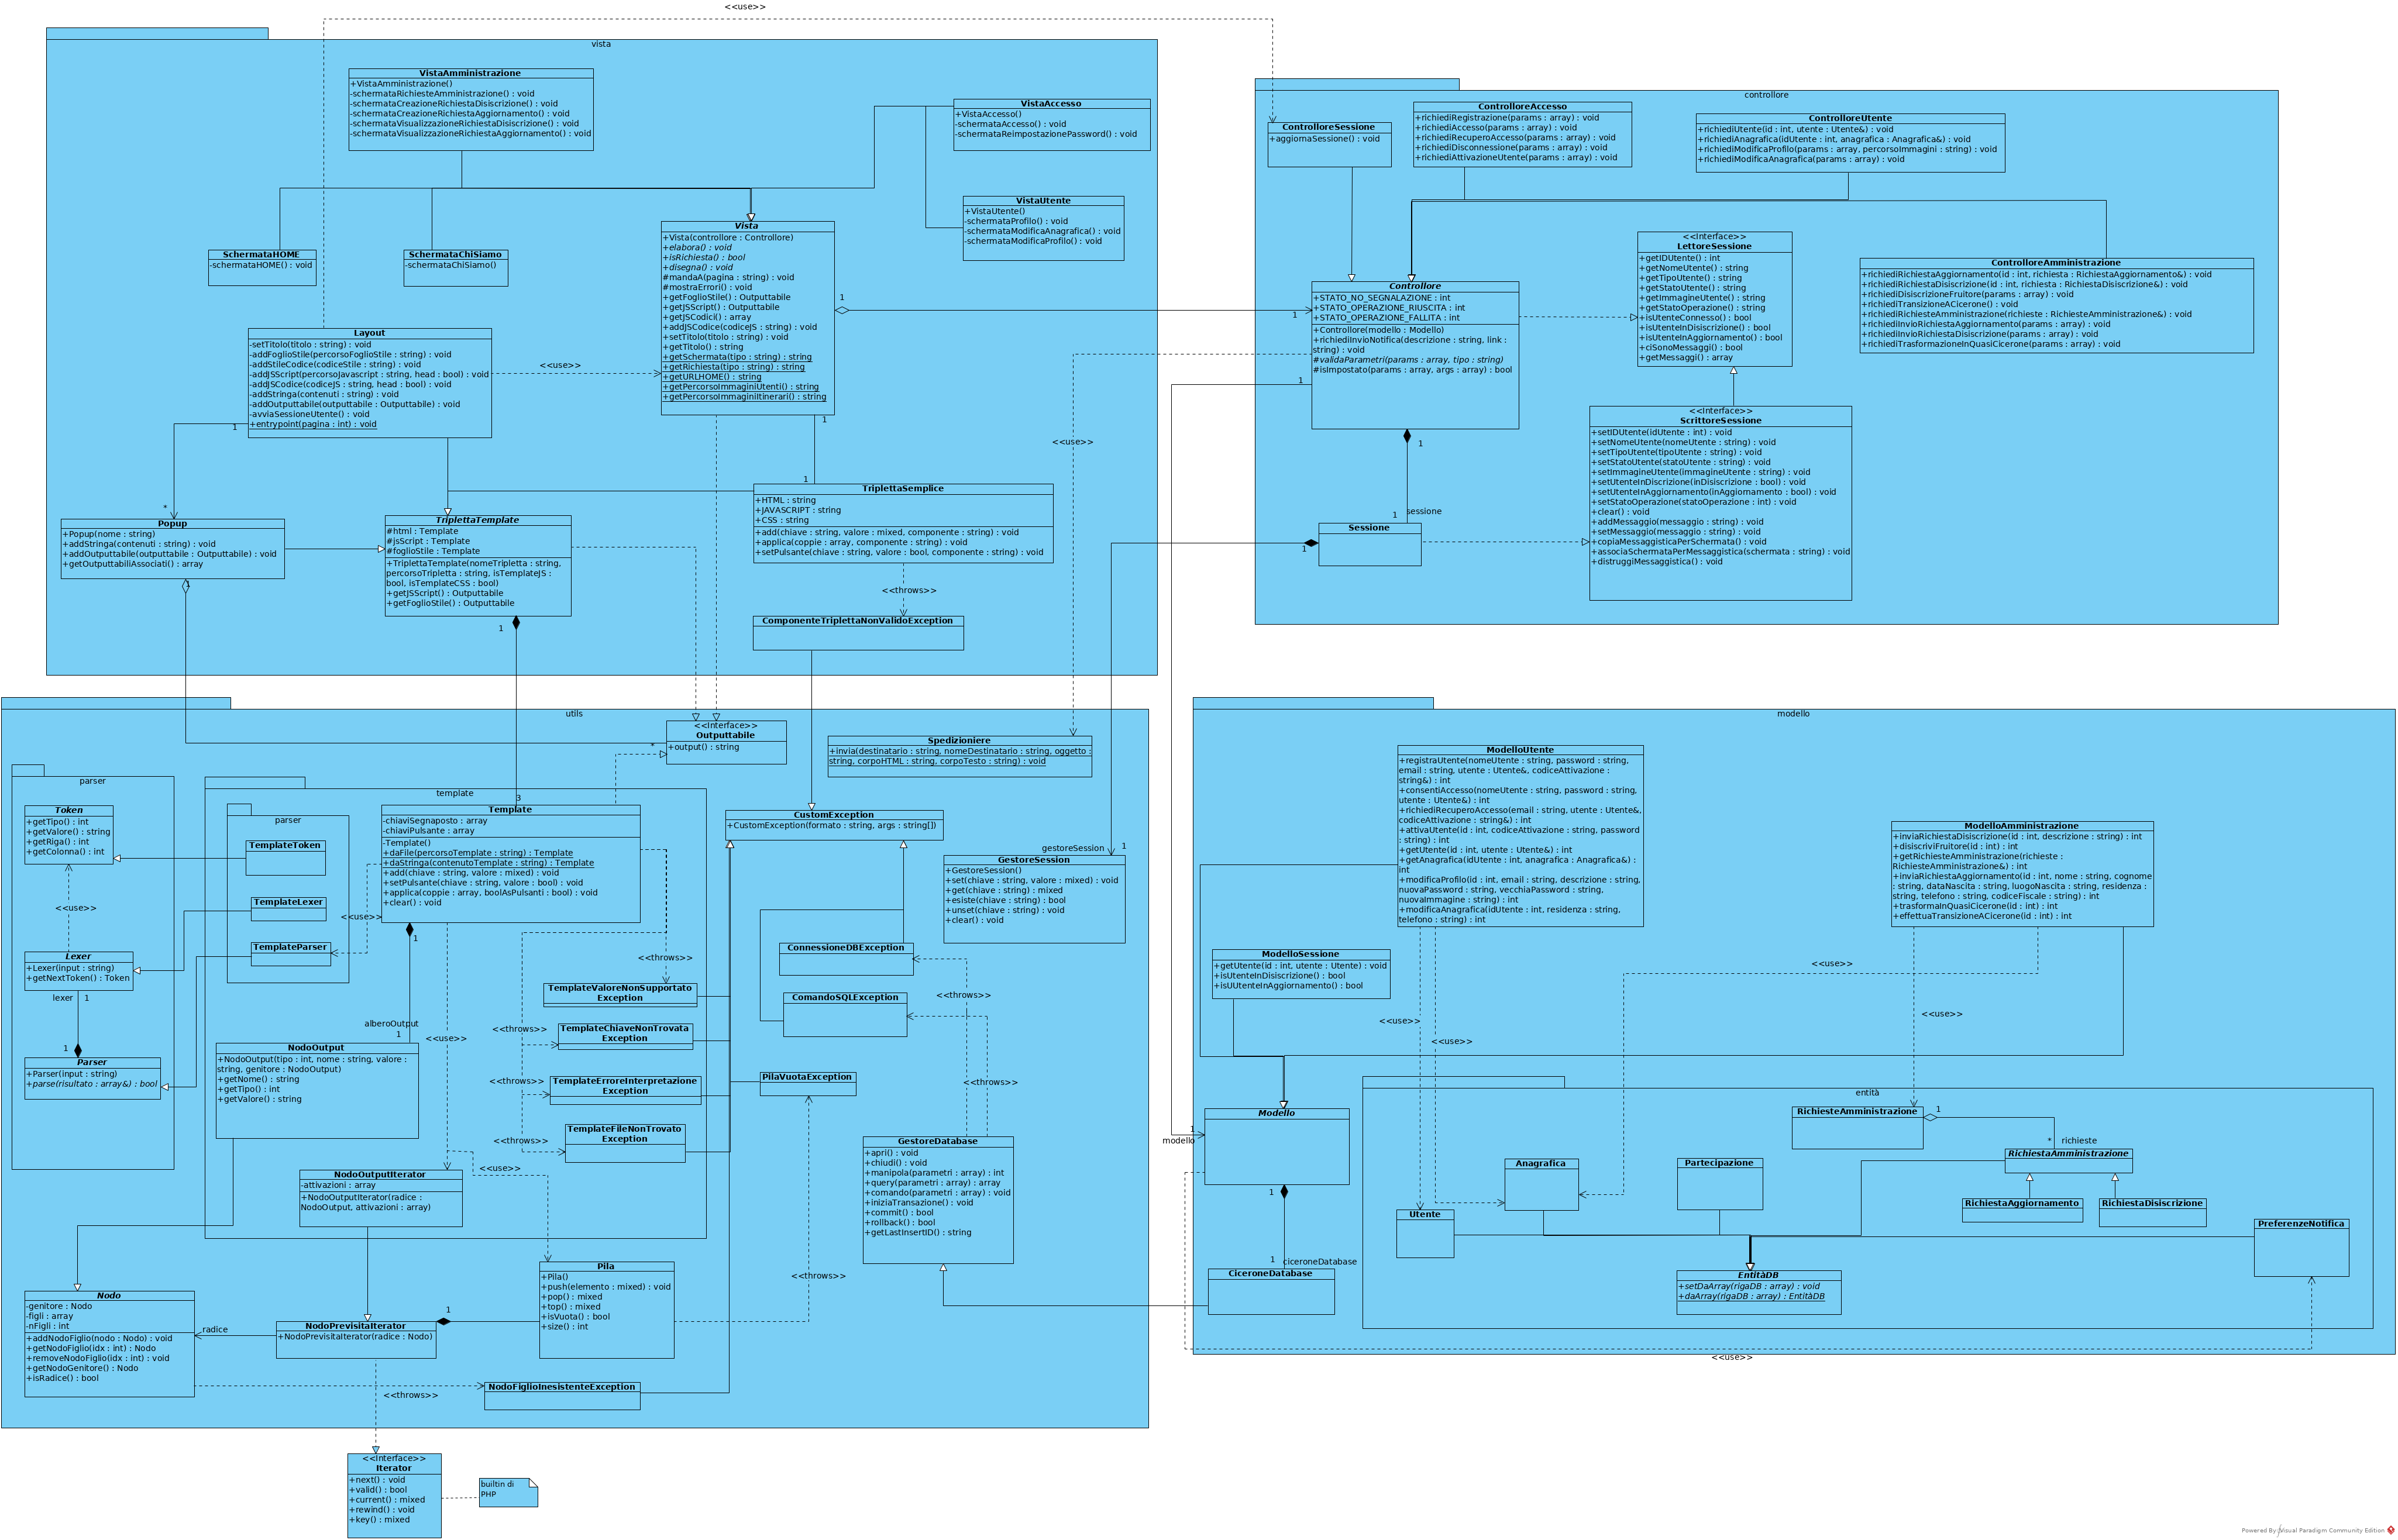 <<use>>
vista
VistaAmministrazione
+VistaAmministrazione()
-schermataRichiesteAmministrazione() : void
-schermataCreazioneRichiestaDisiscrizione() : void
-schermataCreazioneRichiestaAggiornamento() : void
-schermataVisualizzazioneRichiestaDisiscrizione() : void
-schermataVisualizzazioneRichiestaAggiornamento() : void
VistaAccesso
+VistaAccesso()
-schermataAccesso() : void
-schermataReimpostazionePassword() : void
VistaUtente
+VistaUtente()
-schermataProfilo() : void
-schermataModificaAnagrafica() : void
-schermataModificaProfilo() : void
SchermataHOME
-schermataHOME() : void
SchermataChiSiamo
-schermataChiSiamo()
Vista
+Vista(controllore : Controllore)
+elabora() : void
+isRichiesta() : bool
+disegna() : void
#mandaA(pagina : string) : void
#mostraErrori() : void
+getFoglioStile() : Outputtabile
+getJSScript() : Outputtabile
+getJSCodici() : array
+addJSCodice(codiceJS : string) : void
+setTitolo(titolo : string) : void
+getTitolo() : string
+getSchermata(tipo : string) : string
+getRichiesta(tipo : string) : string
+getURLHOME() : string
+getPercorsoImmaginiUtenti() : string
+getPercorsoImmaginiItinerari() : string
1
1
1
1
Layout
-setTitolo(titolo : string) : void
-addFoglioStile(percorsoFoglioStile : string) : void
-addStileCodice(codiceStile : string) : void
-addJSScript(percorsoJavascript : string, head : bool) : void
-addJSCodice(codiceJS : string, head : bool) : void
-addStringa(contenuti : string) : void
-addOutputtabile(outputtabile : Outputtabile) : void
-avviaSessioneUtente() : void
+entrypoint(pagina : int) : void
<<use>>
1
*
Popup
+Popup(nome : string)
+addStringa(contenuti : string) : void
+addOutputtabile(outputtabile : Outputtabile) : void
+getOutputtabiliAssociati() : array
1
TriplettaTemplate
#html : Template
#jsScript : Template
#foglioStile : Template
+TriplettaTemplate(nomeTripletta : string,
percorsoTripletta : string, isTemplateJS :
bool, isTemplateCSS : bool)
+getJSScript() : Outputtabile
+getFoglioStile() : Outputtabile
1
TriplettaSemplice
+HTML : string
+JAVASCRIPT : string
+CSS : string
+add(chiave : string, valore : mixed, componente : string) : void
+applica(coppie : array, componente : string) : void
+setPulsante(chiave : string, valore : bool, componente : string) : void
<<throws>>
ComponenteTriplettaNonValidoException
controllore
ControlloreSessione
+aggiornaSessione() : void
ControlloreAccesso
+richiediRegistrazione(params : array) : void
+richiediAccesso(params : array) : void
+richiediRecuperoAccesso(params : array) : void
+richiediDisconnessione(params : array) : void
+richiediAttivazioneUtente(params : array) : void
ControlloreUtente
+richiediUtente(id : int, utente : Utente&) : void
+richiediAnagrafica(idUtente : int, anagrafica : Anagrafica&) : void
+richiediModificaProfilo(params : array, percorsoImmagini : string) : void
+richiediModificaAnagrafica(params : array) : void
<<Interface>>
LettoreSessione
+getIDUtente() : int
+getNomeUtente() : string
+getTipoUtente() : string
+getStatoUtente() : string
+getImmagineUtente() : string
+getStatoOperazione() : string
+isUtenteConnesso() : bool
+isUtenteInDisiscrizione() : bool
+isUtenteInAggiornamento() : bool
+ciSonoMessaggi() : bool
+getMessaggi() : array
ControlloreAmministrazione
+richiediRichiestaAggiornamento(id : int, richiesta : RichiestaAggiornamento&) : void
+richiediRichiestaDisiscrizione(id : int, richiesta : RichiestaDisiscrizione&) : void
+richiediDisiscrizioneFruitore(params : array) : void
+richiediTransizioneACicerone() : void
+richiediRichiesteAmministrazione(richieste : RichiesteAmministrazione&) : void
+richiediInvioRichiestaAggiornamento(params : array) : void
+richiediInvioRichiestaDisiscrizione(params : array) : void
+richiediTrasformazioneInQuasiCicerone(params : array) : void
Controllore
+STATO_NO_SEGNALAZIONE : int
+STATO_OPERAZIONE_RIUSCITA : int
+STATO_OPERAZIONE_FALLITA : int
+Controllore(modello : Modello)
+richiediInvioNotifica(descrizione : string, link :
string) : void
#validaParametri(params : array, tipo : string)
#isImpostato(params : array, args : array) : bool
1
1
1
sessione
<<use>>
Sessione
1
<<Interface>>
ScrittoreSessione
+setIDUtente(idUtente : int) : void
+setNomeUtente(nomeUtente : string) : void
+setTipoUtente(tipoUtente : string) : void
+setStatoUtente(statoUtente : string) : void
+setImmagineUtente(immagineUtente : string) : void
+setUtenteInDiscrizione(inDisiscrizione : bool) : void
+setUtenteInAggiornamento(inAggiornamento : bool) : void
+setStatoOperazione(statoOperazione : int) : void
+clear() : void
+addMessaggio(messaggio : string) : void
+setMessaggio(messaggio : string) : void
+copiaMessaggisticaPerSchermata() : void
+associaSchermataPerMessaggistica(schermata : string) : void
+distruggiMessaggistica() : void
utils
<<Interface>>
Outputtabile
+output() : string
*
Spedizioniere
+invia(destinatario : string, nomeDestinatario : string, oggetto :
string, corpoHTML : string, corpoTesto : string) : void
parser
Token
+getTipo() : int
+getValore() : string
+getRiga() : int
+getColonna() : int
<<use>>
Lexer
+Lexer(input : string)
+getNextToken() : Token
lexer
1
1
Parser
+Parser(input : string)
+parse(risultato : array&) : bool
template
parser
TemplateToken
TemplateLexer
TemplateParser
<<use>>
3
Template
-chiaviSegnaposto : array
-chiaviPulsante : array
-Template()
+daFile(percorsoTemplate : string) : Template
+daStringa(contenutoTemplate : string) : Template
+add(chiave : string, valore : mixed) : void
+setPulsante(chiave : string, valore : bool) : void
+applica(coppie : array, boolAsPulsanti : bool) : void
+clear() : void
1
alberoOutput
1
<<use>>
NodoOutput
+NodoOutput(tipo : int, nome : string, valore :
string, genitore : NodoOutput)
+getNome() : string
+getTipo() : int
+getValore() : string
<<throws>>
TemplateValoreNonSupportato
Exception
<<throws>>
TemplateChiaveNonTrovata
Exception
<<throws>>
TemplateErroreInterpretazione
Exception
<<throws>>
TemplateFileNonTrovato
Exception
<<use>>
NodoOutputIterator
-attivazioni : array
+NodoOutputIterator(radice :
NodoOutput, attivazioni : array)
CustomException
+CustomException(formato : string, args : string[])
gestoreSession
1
GestoreSession
+GestoreSession()
+set(chiave : string, valore : mixed) : void
+get(chiave : string) : mixed
+esiste(chiave : string) : bool
+unset(chiave : string) : void
+clear() : void
ConnessioneDBException
<<throws>>
ComandoSQLException
<<throws>>
PilaVuotaException
<<throws>>
GestoreDatabase
+apri() : void
+chiudi() : void
+manipola(parametri : array) : int
+query(parametri : array) : array
+comando(parametri : array) : void
+iniziaTransazione() : void
+commit() : bool
+rollback() : bool
+getLastInsertID() : string
Pila
+Pila()
+push(elemento : mixed) : void
+pop() : mixed
+top() : mixed
+isVuota() : bool
+size() : int
Nodo
-genitore : Nodo
-figli : array
-nFigli : int
+addNodoFiglio(nodo : Nodo) : void
+getNodoFiglio(idx : int) : Nodo
+removeNodoFiglio(idx : int) : void
+getNodoGenitore() : Nodo
+isRadice() : bool
radice
NodoPrevisitaIterator
+NodoPrevisitaIterator(radice : Nodo)
1
<<throws>>
NodoFiglioInesistenteException
<<Interface>>
Iterator
+next() : void
+valid() : bool
+current() : mixed
+rewind() : void
+key() : mixed
builtin di
PHP
modello
ModelloUtente
+registraUtente(nomeUtente : string, password : string,
email : string, utente : Utente&, codiceAttivazione :
string&) : int
+consentiAccesso(nomeUtente : string, password : string,
utente : Utente&) : int
+richiediRecuperoAccesso(email : string, utente : Utente&,
codiceAttivazione : string&) : int
+attivaUtente(id : int, codiceAttivazione : string, password
: string) : int
+getUtente(id : int, utente : Utente&) : int
+getAnagrafica(idUtente : int, anagrafica : Anagrafica&) :
int
+modificaProfilo(id : int, email : string, descrizione : string,
nuovaPassword : string, vecchiaPassword : string,
nuovaImmagine : string) : int
+modificaAnagrafica(idUtente : int, residenza : string,
telefono : string) : int
ModelloAmministrazione
+inviaRichiestaDisiscrizione(id : int, descrizione : string) : int
+disiscriviFruitore(id : int) : int
+getRichiesteAmministrazione(richieste :
RichiesteAmministrazione&) : int
+inviaRichiestaAggiornamento(id : int, nome : string, cognome
: string, dataNascita : string, luogoNascita : string, residenza :
string, telefono : string, codiceFiscale : string) : int
+trasformaInQuasiCicerone(id : int) : int
+effettuaTransizioneACicerone(id : int) : int
ModelloSessione
+getUtente(id : int, utente : Utente) : void
+isUtenteInDisiscrizione() : bool
+isUUtenteInAggiornamento() : bool
<<use>>
<<use>>
<<use>>
<<use>>
Modello
1
modello
1
1
ciceroneDatabase
CiceroneDatabase
entità
RichiesteAmministrazione
1
*
richieste
RichiestaAmministrazione
RichiestaAggiornamento
RichiestaDisiscrizione
Anagrafica
Partecipazione
Utente
PreferenzeNotifica
EntitàDB
+setDaArray(rigaDB : array) : void
+daArray(rigaDB : array) : EntitàDB
<<use>>
Powered By Visual Paradigm Community Edition